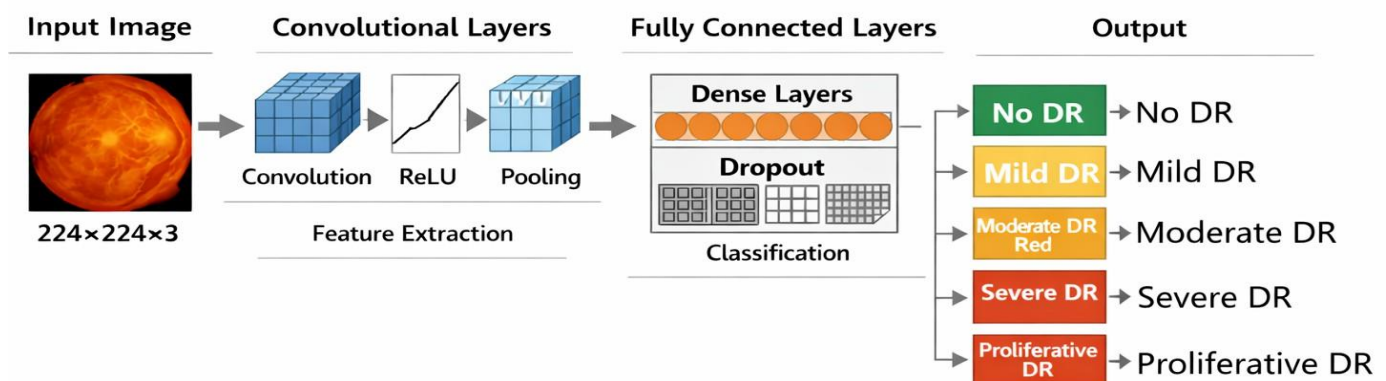 Input Image
Convolutional Layers
Fully Connected Layers
Output
Convolution
ReLU
Pooling
224×224×3
Feature Extraction
Dense Layers
Dropout
Classification
No DR
No DR
Mild DR
Mild DR
Moderate DR
Red
Moderate DR
Severe DR
Severe DR
Proliferative
DR
Proliferative DR